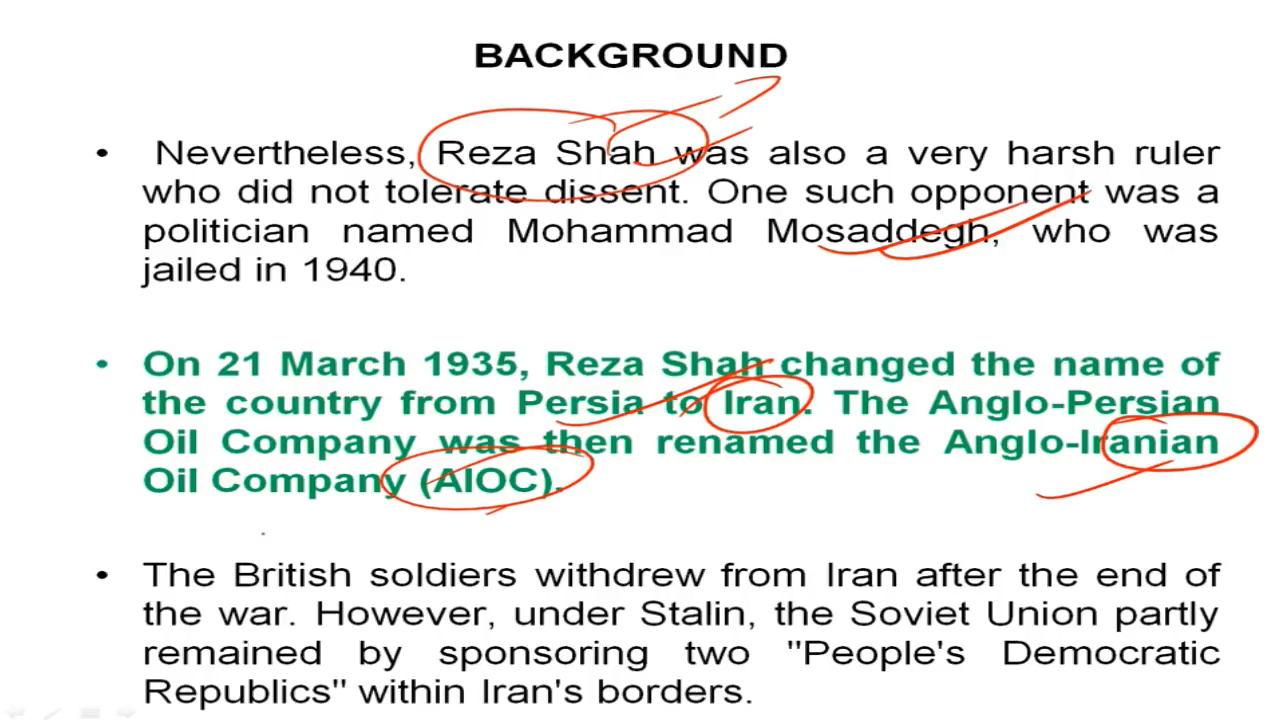 BACKGROUND
• Nevertheless, Reza Shah was also a very harsh ruler
who did not tolerate dissent. One such opponent was a
politician named Mohammad Mosaddegh, who was
jailed in 1940.
• On 21 March 1935, Reza Shah changed the name of
the country from Persia to Iran. The Anglo-Persian
Oil Company was then renamed the Anglo-Iranian
Oil Company (AIOC).
• The British soldiers withdrew from Iran after the end of
the war. However, under Stalin, the Soviet Union partly
remained by sponsoring two "People's Democratic
Republics" within Iran's borders.